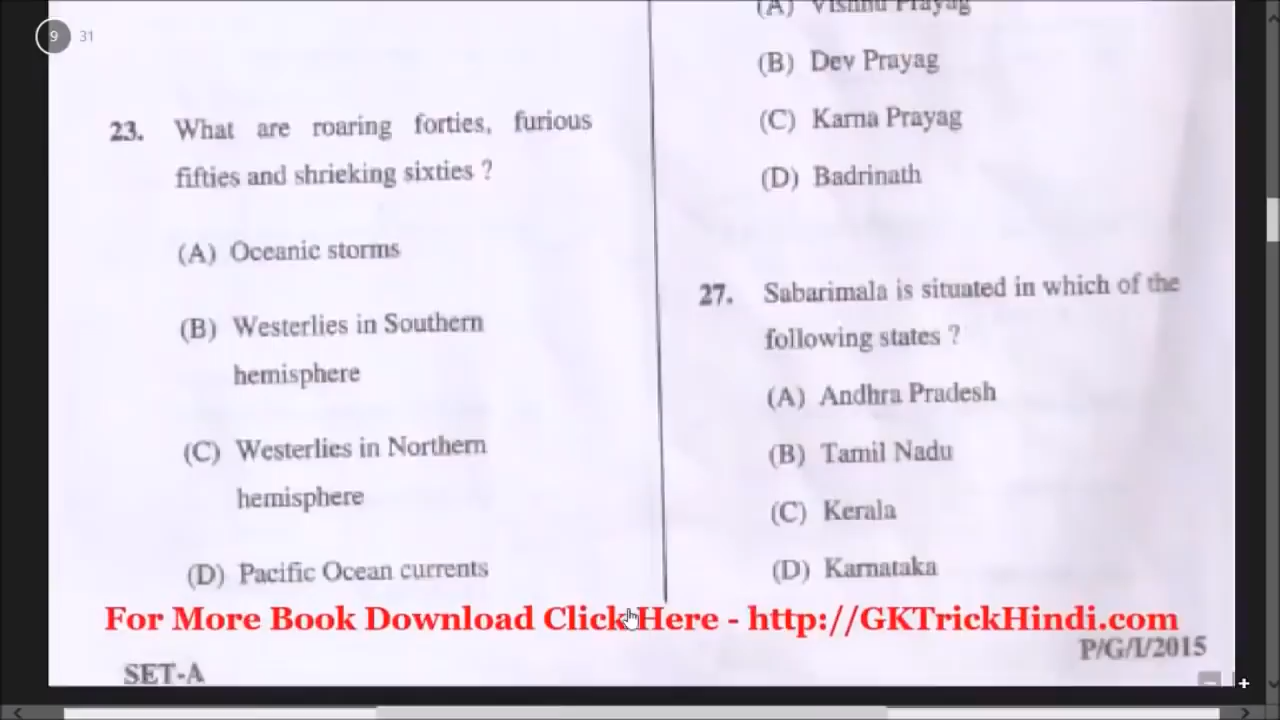 9 31
23. What are roaring forties, furious
fifties and shrieking sixties ?
(A) Oceanic storms
(B) Westerlies in Southern
hemisphere
(C) Westerlies in Northern
hemisphere
(D) Pacific Ocean currents
(A) Vishnu Prayag
(B) Dev Prayag
(C) Karna Prayag
(D) Badrinath
27. Sabarimala is situated in which of the
following states ?
(A) Andhra Pradesh
(B) Tamil Nadu
(C) Kerala
(D) Karnataka
For More Book Download Click Here - http://GKTrickHindi.com
P/G/I/2015
SET-A